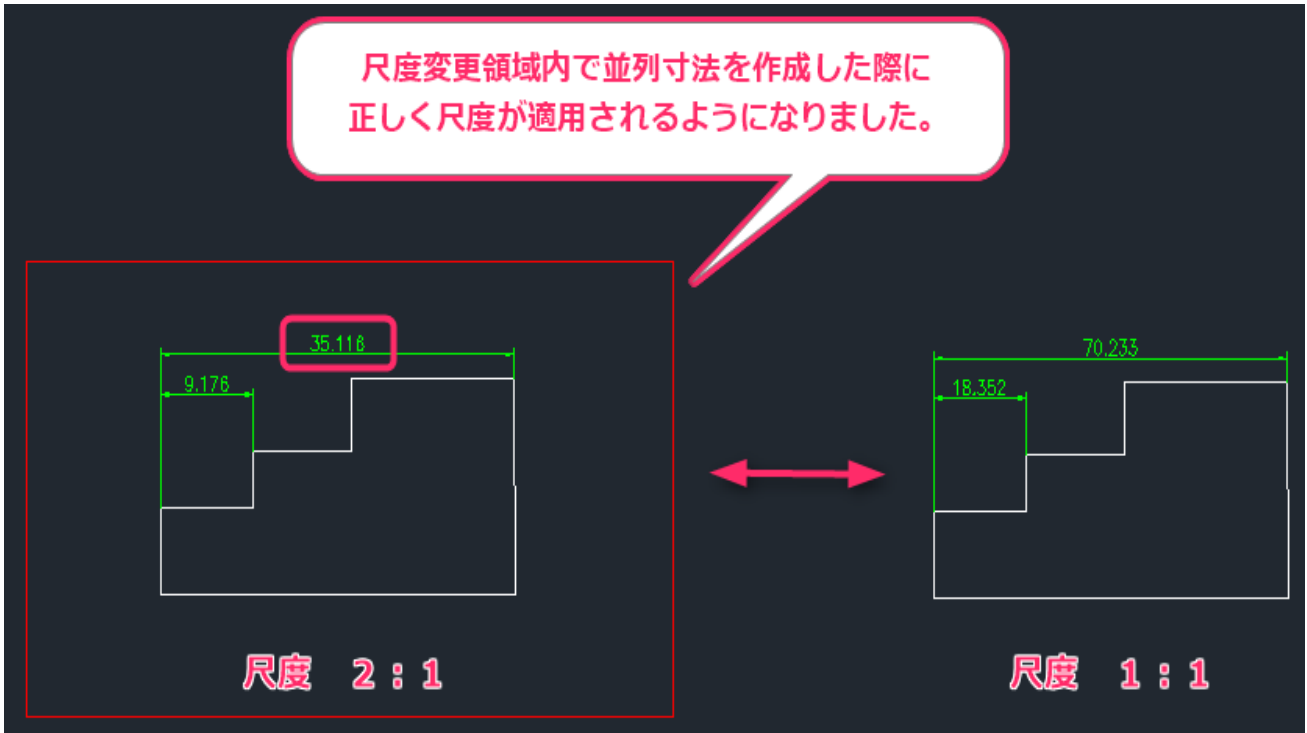 尺度変更領域内で並列寸法を作成した際に
正しく尺度が適用されるようになりました。
35.116
9.176
70.233
18.352
尺度　2：1
尺度　1：1